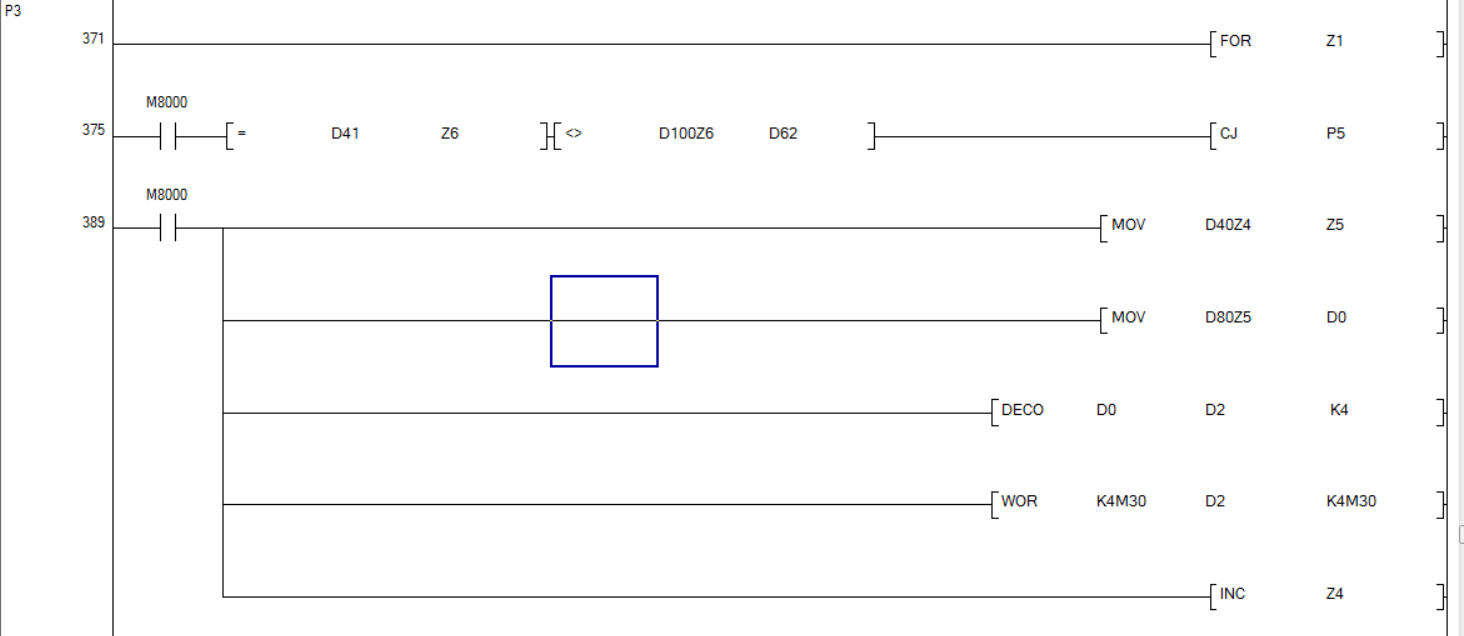 P3
371 FOR Z1
M8000
375 = D41 Z6 <> D100Z6 D62 CJ P5
M8000
389 MOV D40Z4 Z5
MOV D80Z5 D0
DECO D0 D2 K4
WOR K4M30 D2 K4M30
INC Z4